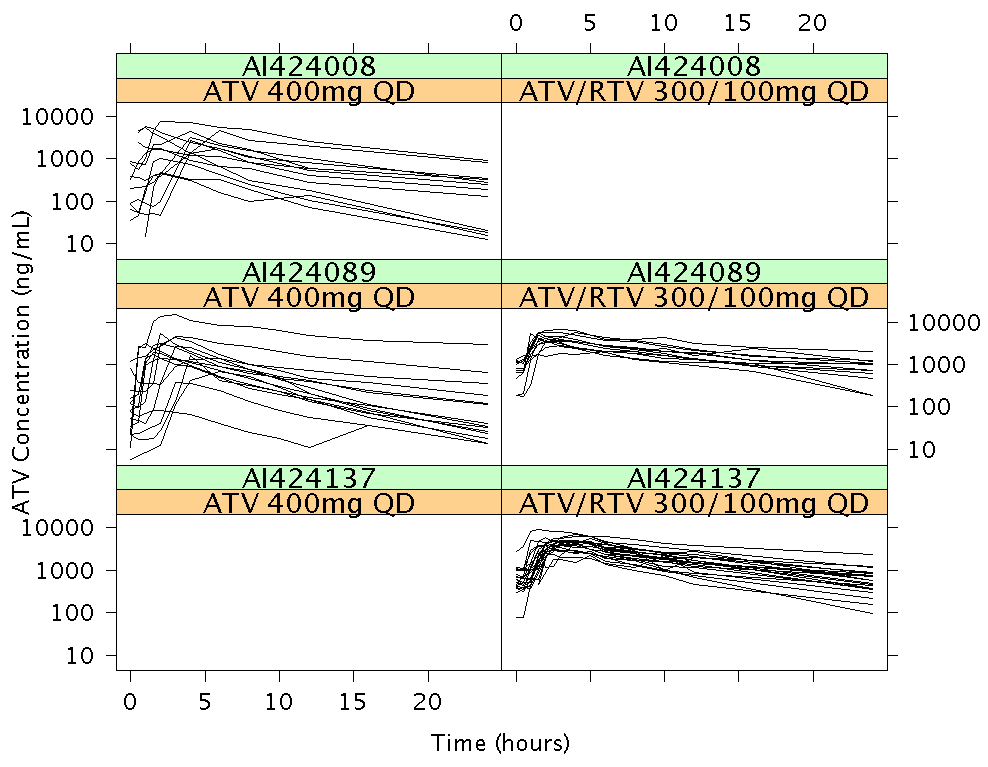 0 5 10 15 20
AI424008 AI424008
ATV 400mg QD ATV/RTV 300/100mg QD
10000
1000
100
10
AI424089 AI424089
ATV 400mg QD ATV/RTV 300/100mg QD
10000
1000
100
10
AI424137 AI424137
ATV 400mg QD ATV/RTV 300/100mg QD
10000
1000
100
10
0 5 10 15 20
Time (hours)
ATV Concentration (ng/mL)